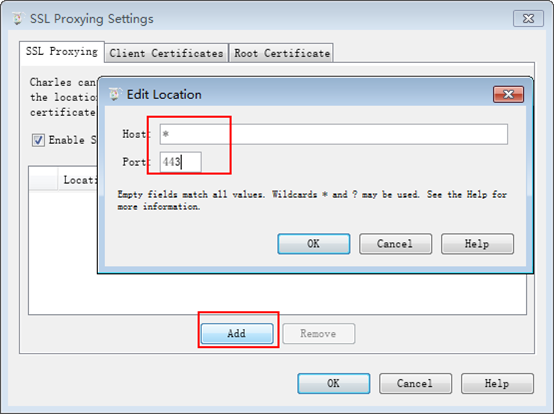 SSL Proxying Settings
SSL Proxying
Client Certificates
Root Certificate
Charles can
the location
certificate
Enable S
Locati
Edit Location
Host: *
Port: 443
Empty fields match all values. Wildcards * and ? may be used. See the Help for
more information.
OK
Cancel
Help
Add
Remove
OK
Cancel
Help